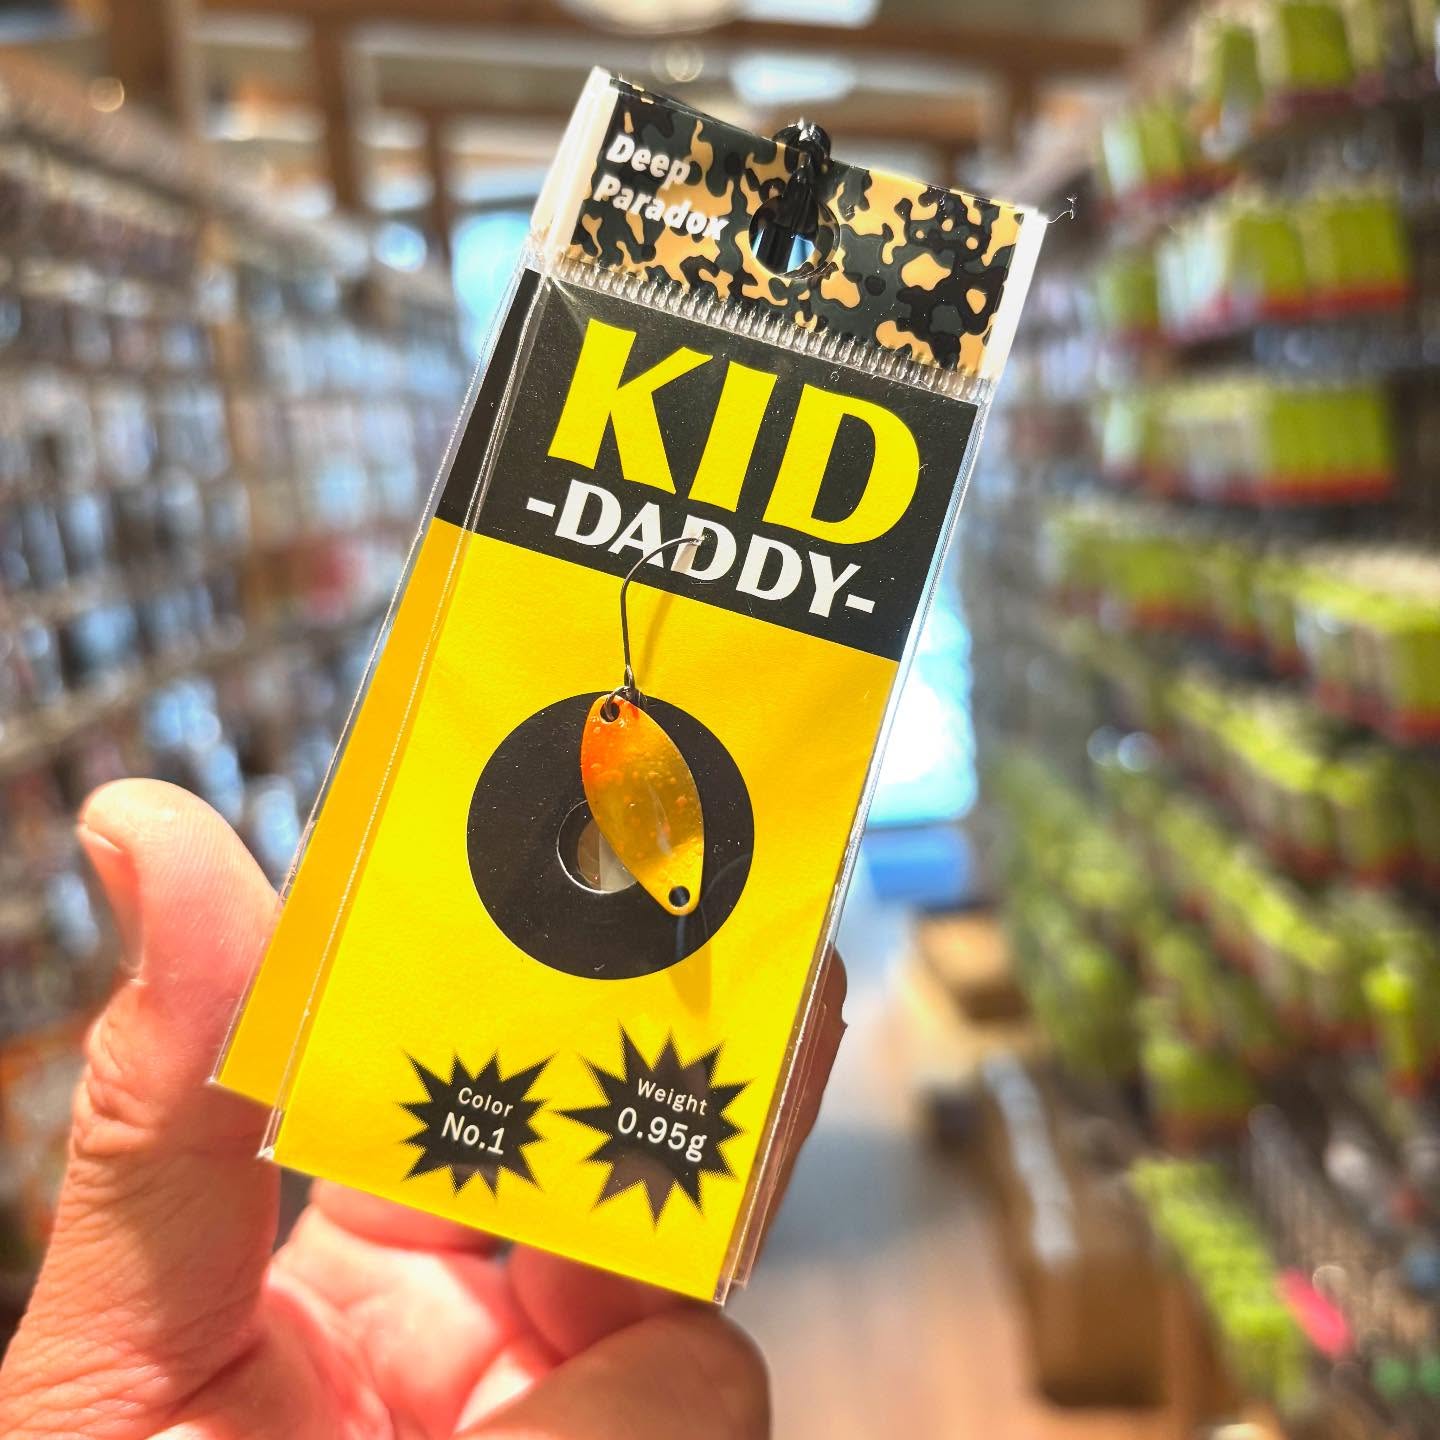 Deep
Paradox
KID
-DADDY-
Color
No.1
Weight
0.95g